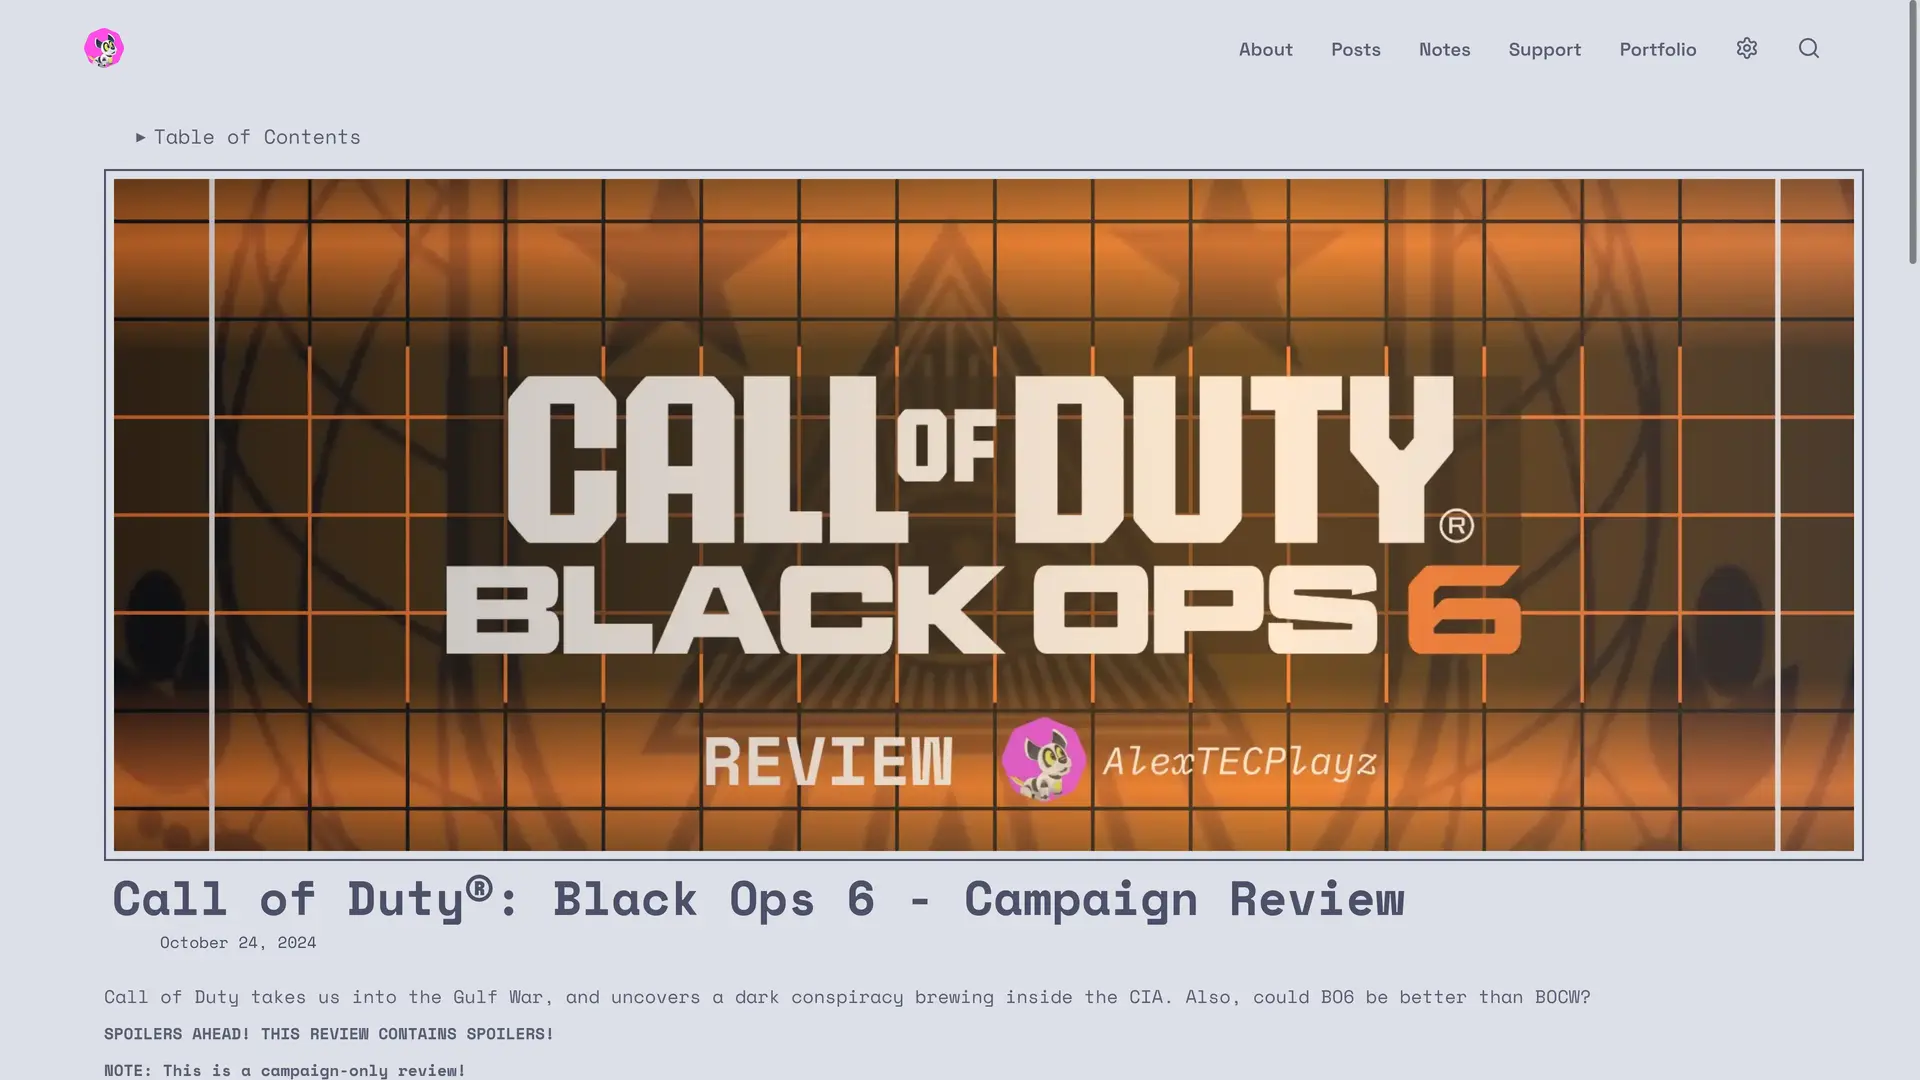 About Posts Notes Support Portfolio
Table of Contents
CALL OF DUTY®
BLACK OPS 6
REVIEW AlexTECPlayz
Call of Duty®: Black Ops 6 - Campaign Review
October 24, 2024
Call of Duty takes us into the Gulf War, and uncovers a dark conspiracy brewing inside the CIA. Also, could BO6 be better than BOCW?
SPOILERS AHEAD! THIS REVIEW CONTAINS SPOILERS!
NOTE: This is a campaign-only review!